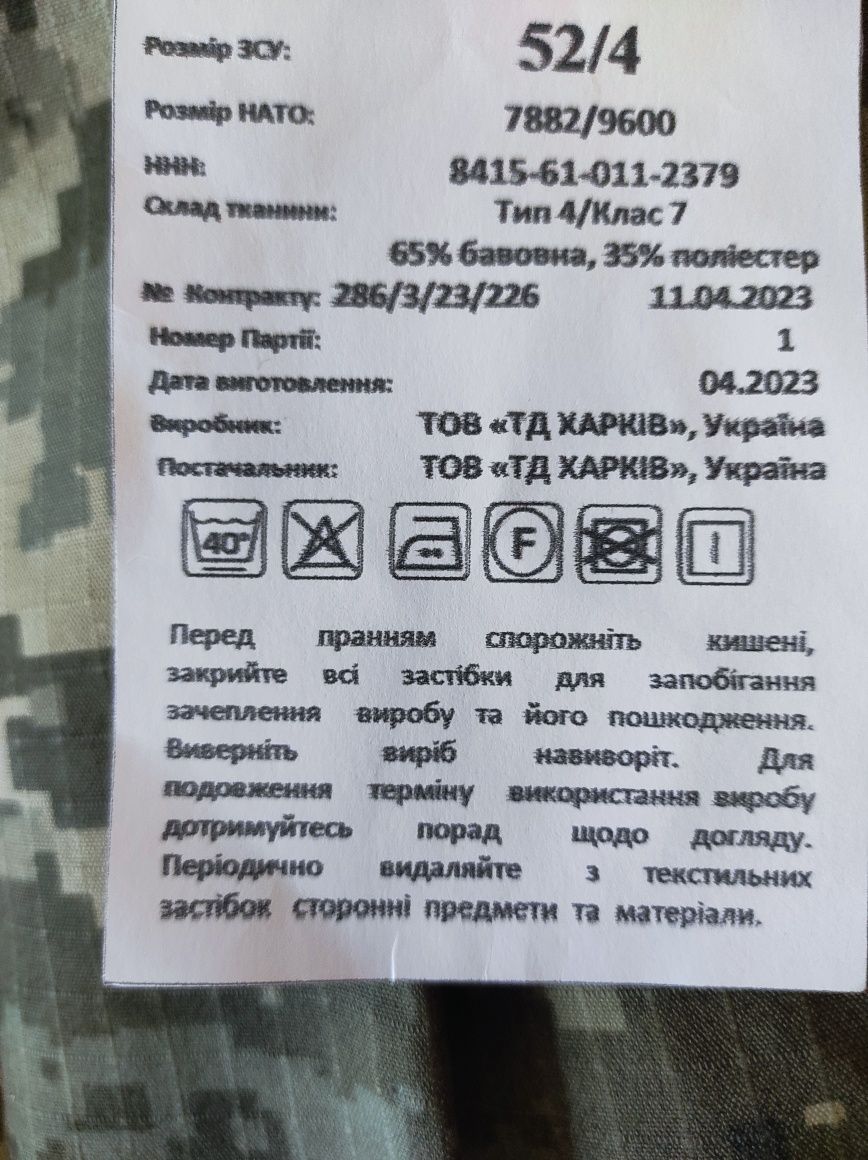 Розмір ЗСУ: 52/4
Розмір НАТО: 7882/9600
ННН: 8415-61-011-2379
Склад тканини: Тип 4/Клас 7
65% бавовна, 35% поліестер
№ Контракту: 286/3/23/226 11.04.2023
Номер Партії: 1
Дата виготовлення: 04.2023
Виробник: ТОВ «ТД ХАРКІВ», Україна
Постачальник: ТОВ «ТД ХАРКІВ», Україна
40° F
Перед пранням спорожніть кишені,
закрийте всі застібки для запобігання
зачеплення виробу та його пошкодження.
Виверніть виріб навиворіт. Для
подовження терміну використання виробу
дотримуйтесь порад щодо догляду.
Періодично видаляйте з текстильних
застібок сторонні предмети та матеріали.